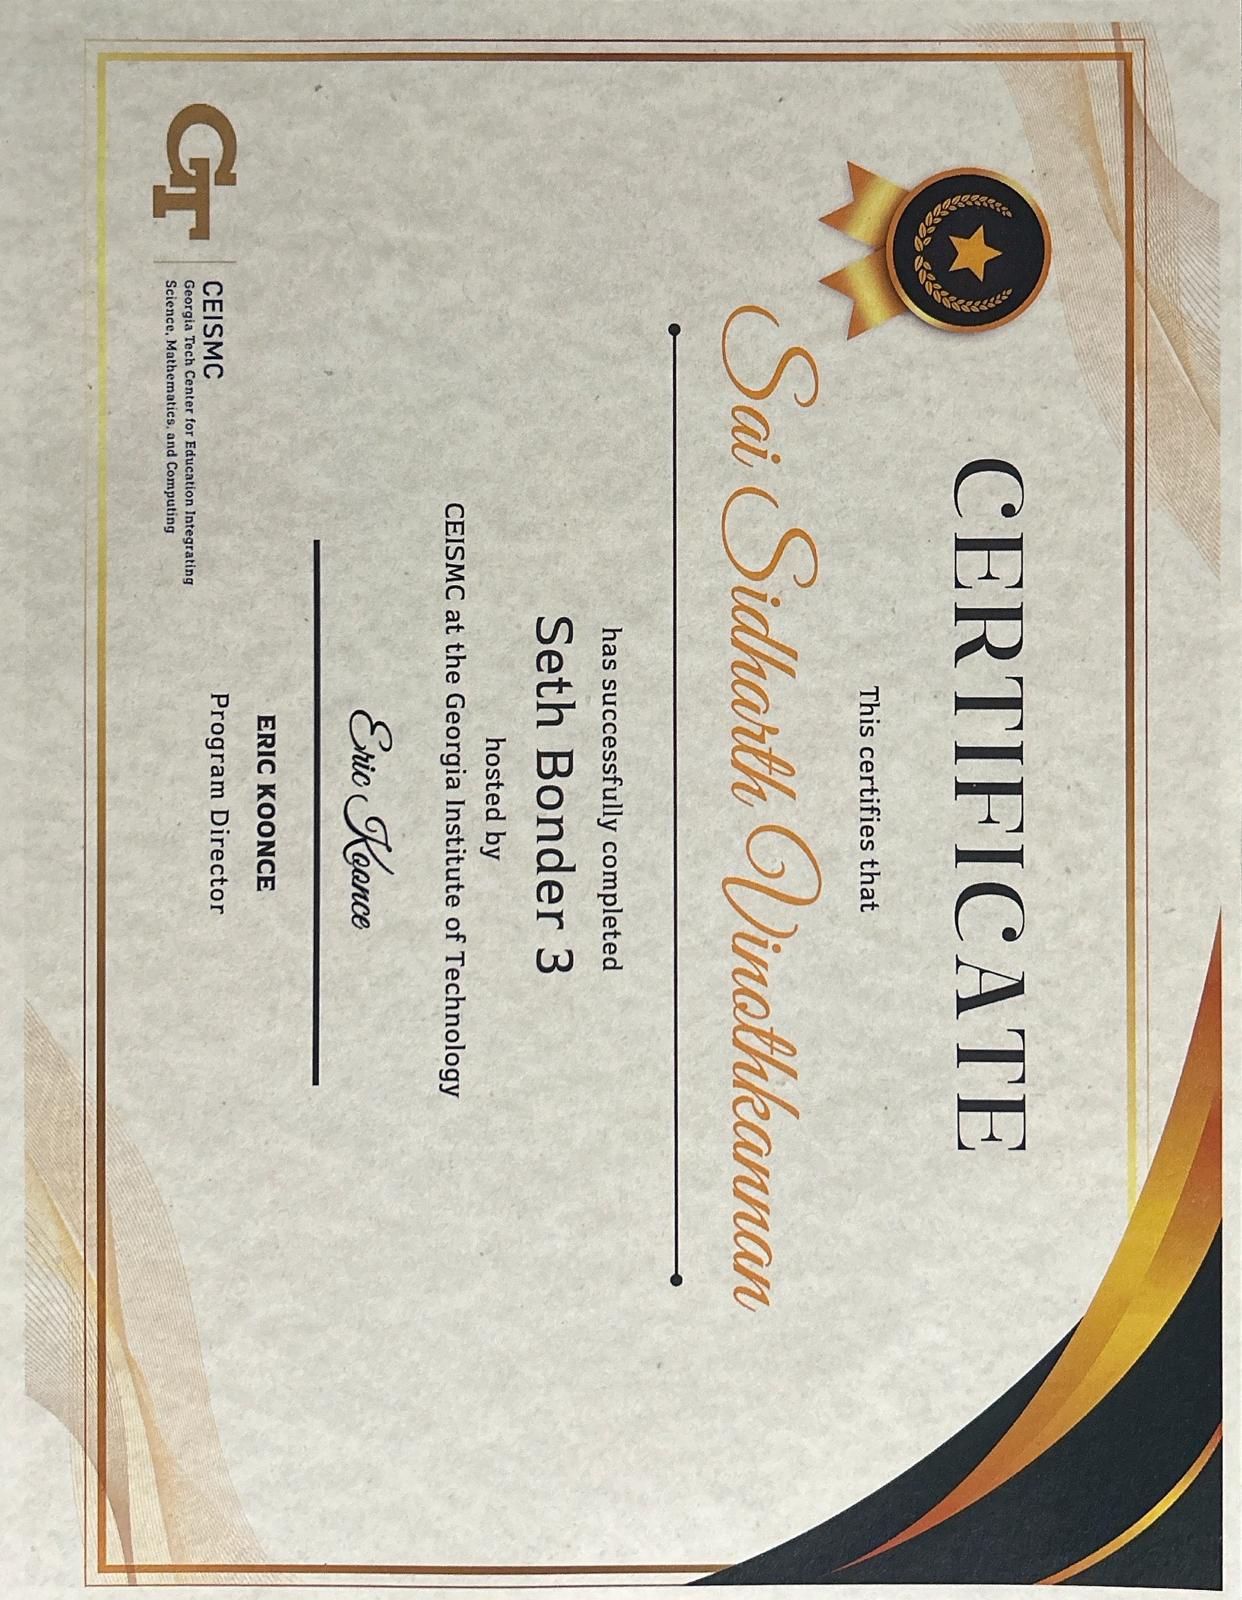 CERTIFICATE
This certifies that
Sai Sidharth Vinothkannan
has successfully completed
Seth Bonder 3
hosted by
CEISMC at the Georgia Institute of Technology
Eric Koonce
ERIC KOONCE
Program Director
GT
CEISMC
Georgia Tech Center for Education Integrating
Science, Mathematics, and Computing